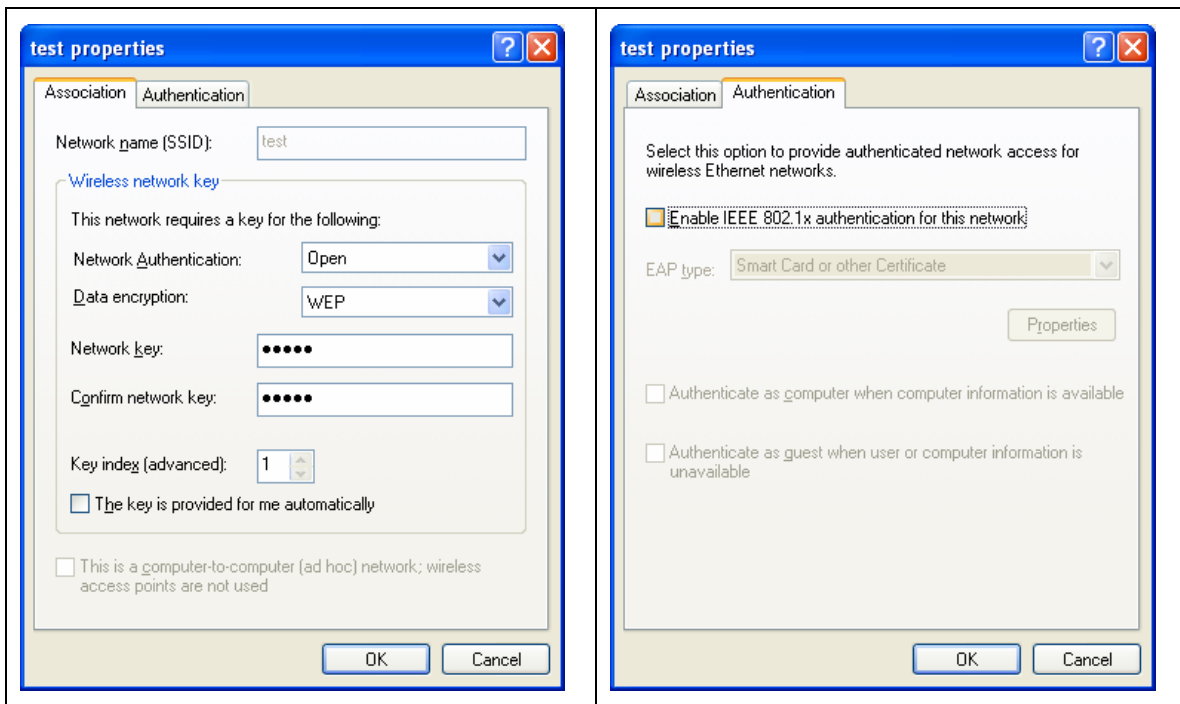 test properties
Association
Authentication
Network name (SSID):
test
Wireless network key
This network requires a key for the following:
Network Authentication:
Open
Data encryption:
WEP
Network key:
•••••
Confirm network key:
•••••
Key index (advanced):
1
The key is provided for me automatically
This is a computer-to-computer (ad hoc) network; wireless
access points are not used
OK
Cancel
test properties
Association
Authentication
Select this option to provide authenticated network access for
wireless Ethernet networks.
Enable IEEE 802.1x authentication for this network
EAP type:
Smart Card or other Certificate
Properties
Authenticate as computer when computer information is available
Authenticate as guest when user or computer information is
unavailable
OK
Cancel